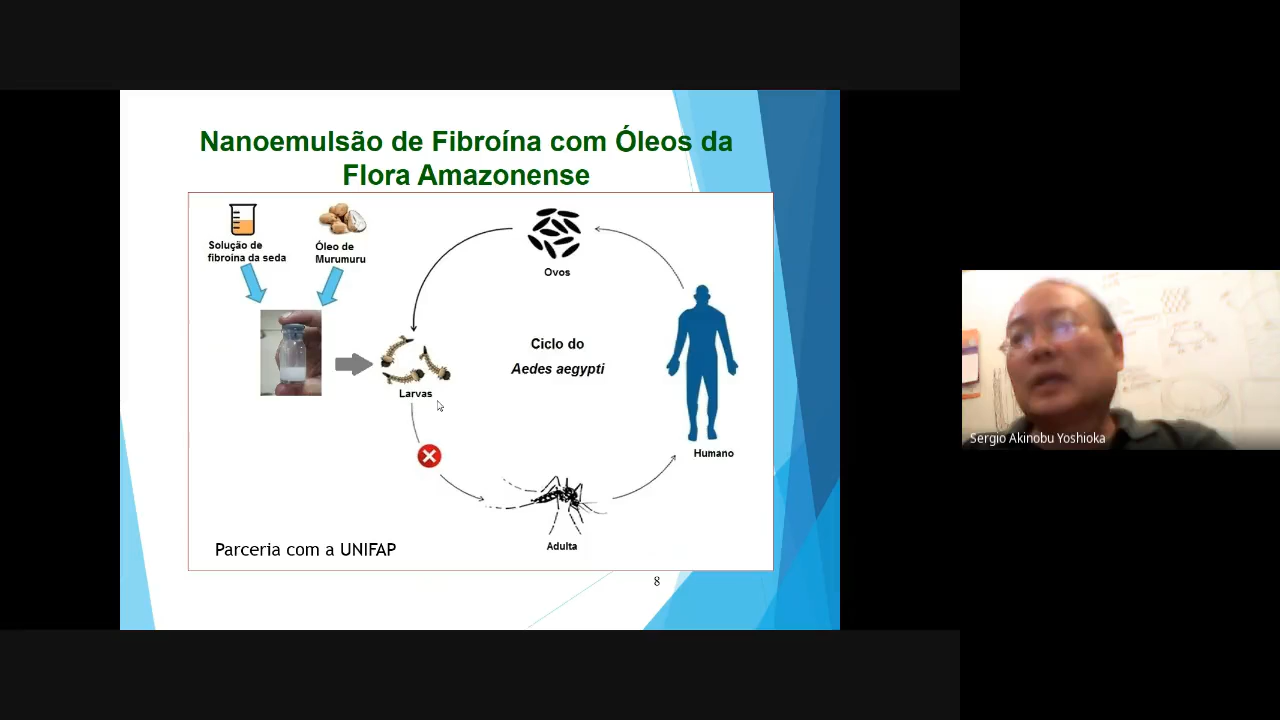 Nanoemulsão de Fibroína com Óleos da
Flora Amazonense
Solução de
fibroína da seda
Óleo de
Murumuru
Ovos
Ciclo do
Aedes aegypti
Larvas
Humano
Adulta
Parceria com a UNIFAP
8
Sergio Akinobu Yoshioka